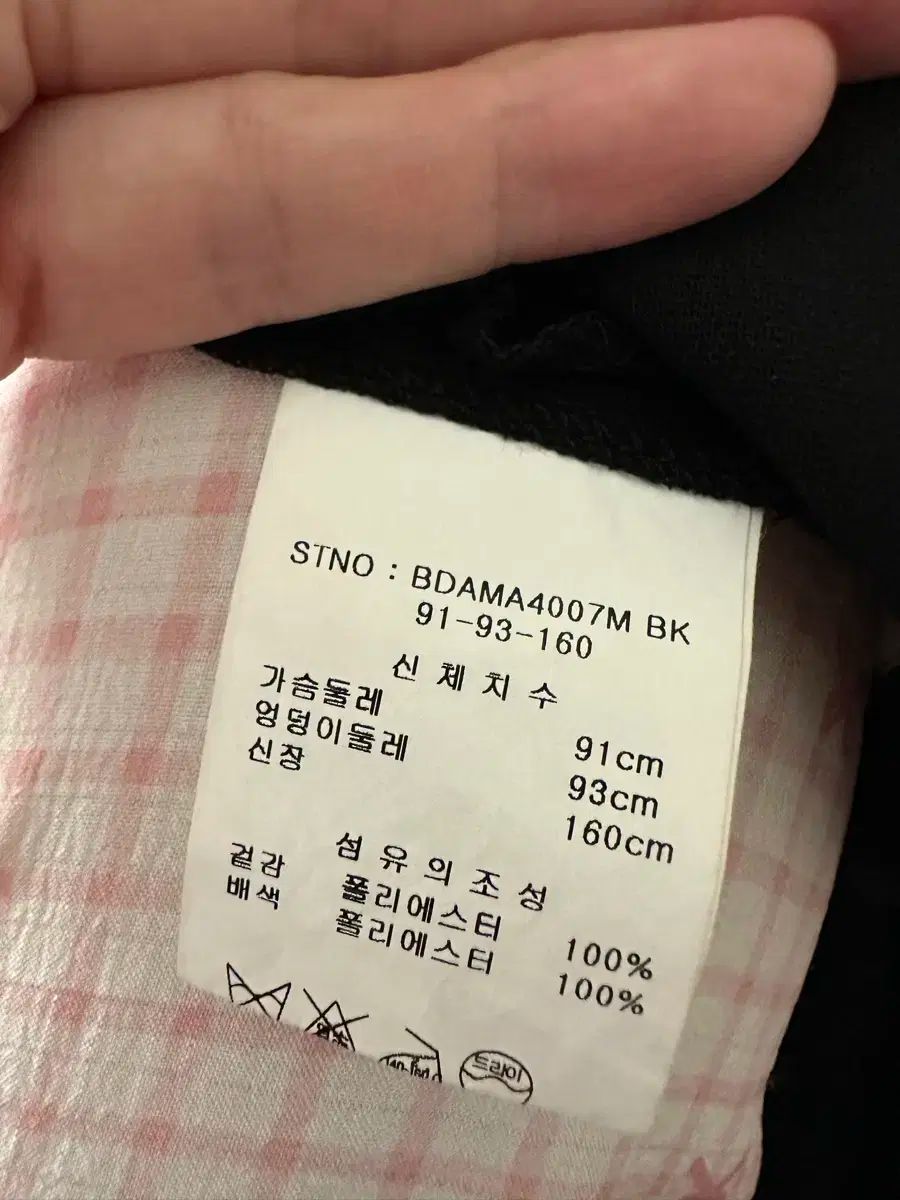 STNO : BDAMA4007M BK
91-93-160
신 체 치 수
가슴둘레 91cm
엉덩이둘레 93cm
신장 160cm
섬 유 의 조 성
겉감 폴리에스터 100%
배색 폴리에스터 100%
드라이